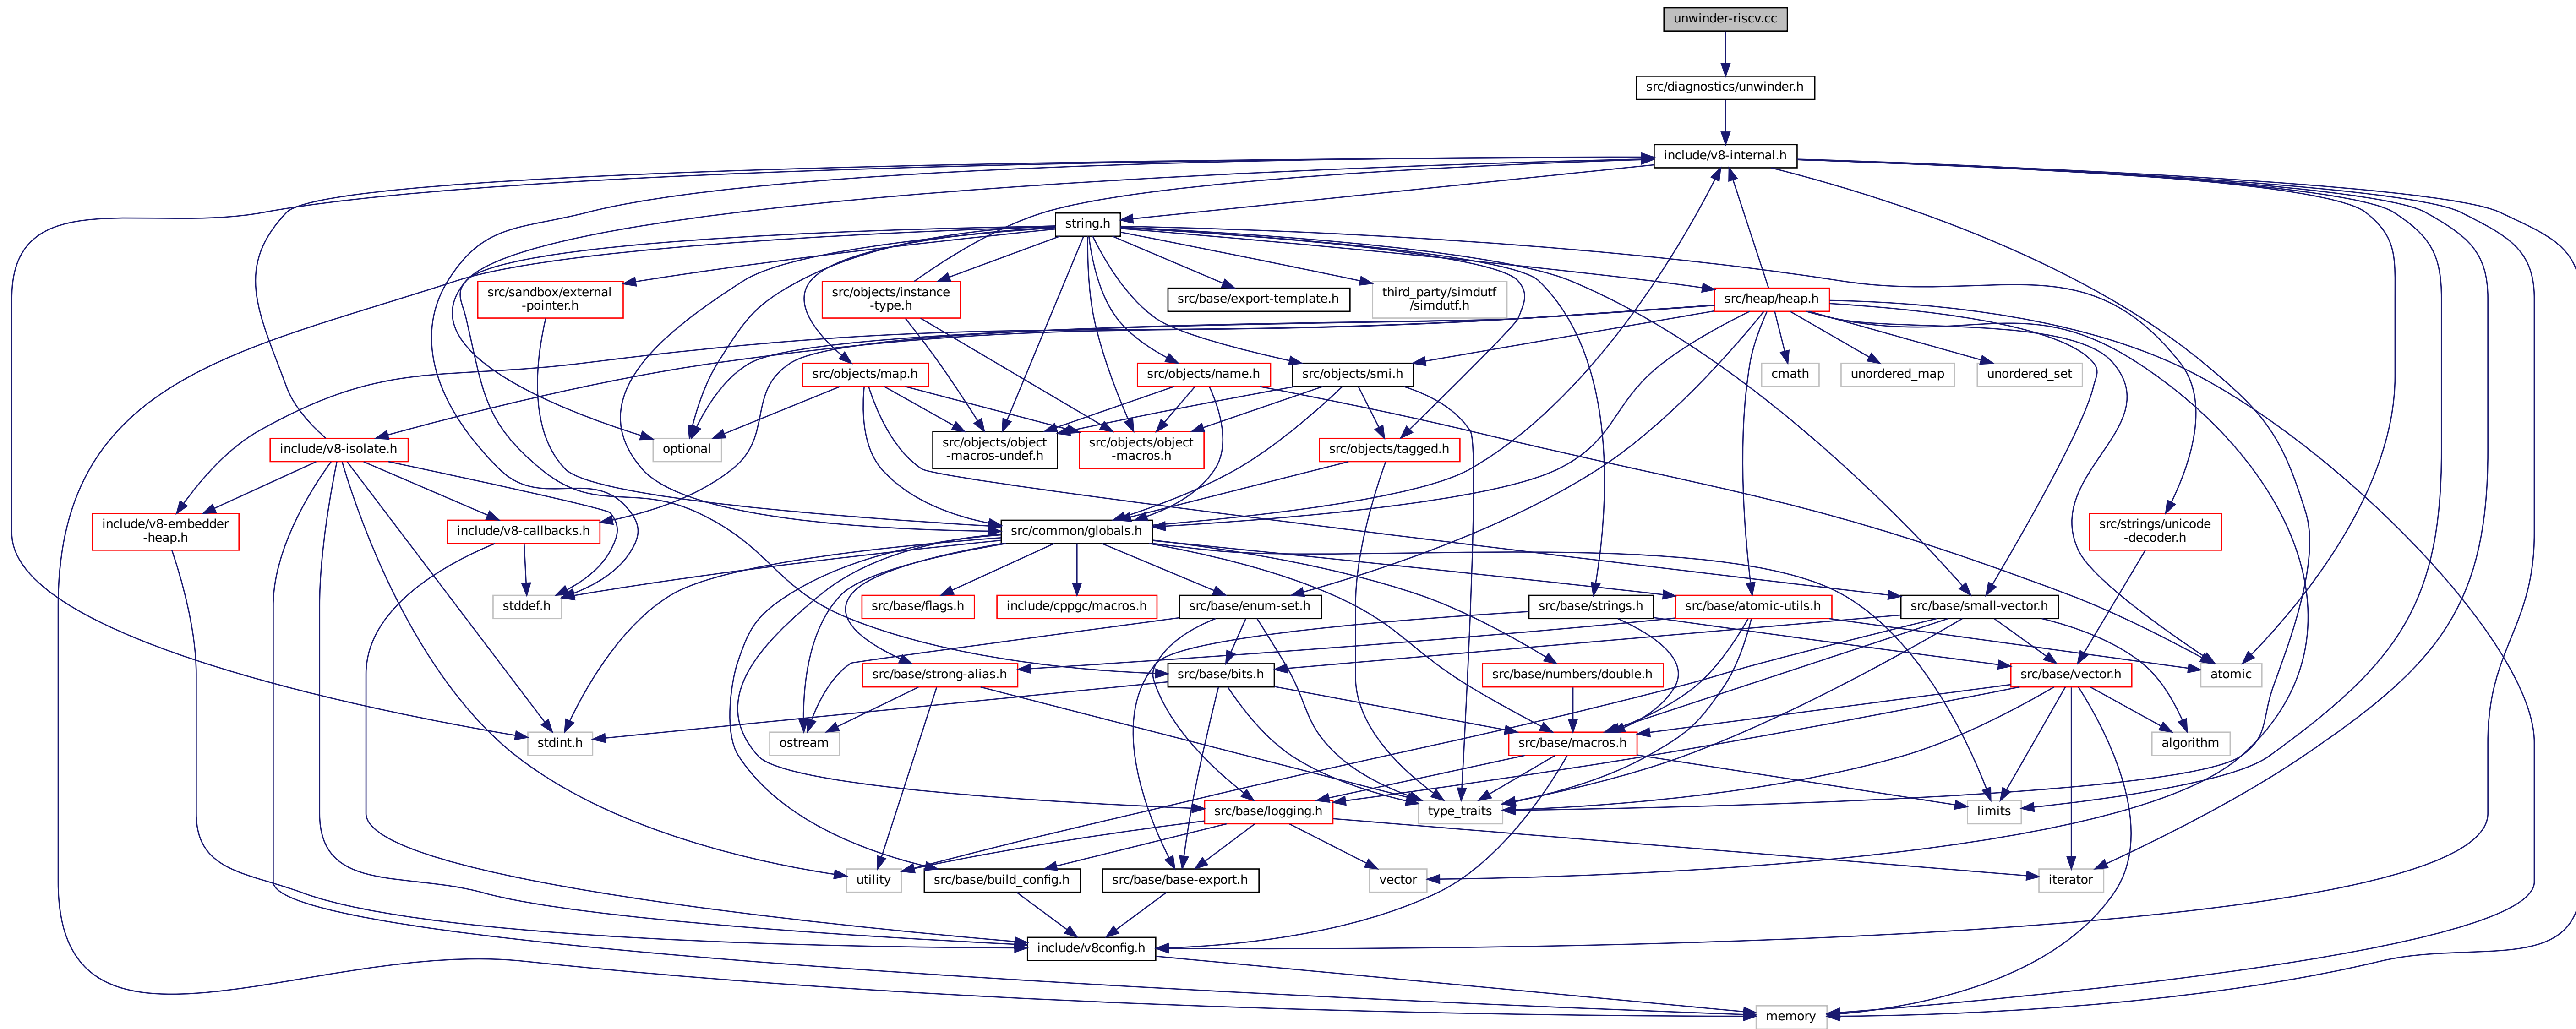 unwinder-riscv.cc
src/diagnostics/unwinder.h
include/v8-internal.h
string.h
src/sandbox/external
-pointer.h
src/objects/instance
-type.h
src/base/export-template.h
third_party/simdutf
/simdutf.h
src/heap/heap.h
src/objects/map.h
src/objects/name.h
src/objects/smi.h
cmath
unordered_map
unordered_set
include/v8-isolate.h
optional
src/objects/object
-macros-undef.h
src/objects/object
-macros.h
src/objects/tagged.h
include/v8-embedder
-heap.h
include/v8-callbacks.h
src/common/globals.h
src/strings/unicode
-decoder.h
stddef.h
src/base/flags.h
include/cppgc/macros.h
src/base/enum-set.h
src/base/strings.h
src/base/atomic-utils.h
src/base/small-vector.h
src/base/strong-alias.h
src/base/bits.h
src/base/numbers/double.h
src/base/vector.h
atomic
stdint.h
ostream
src/base/macros.h
algorithm
src/base/logging.h
type_traits
limits
utility
src/base/build_config.h
src/base/base-export.h
vector
iterator
include/v8config.h
memory